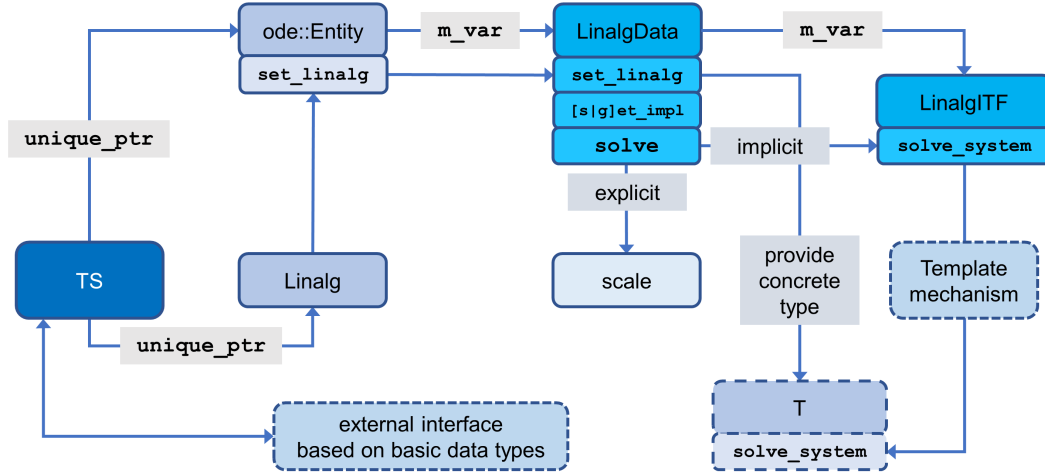 ode::Entity
m_var
LinalgData
m_var
set_linalg
set_linalg
LinalgITF
[s|g]et_impl
unique_ptr
solve
implicit
solve_system
explicit
TS
Linalg
scale
provide
concrete
type
Template
mechanism
unique_ptr
T
external interface
based on basic data types
solve_system